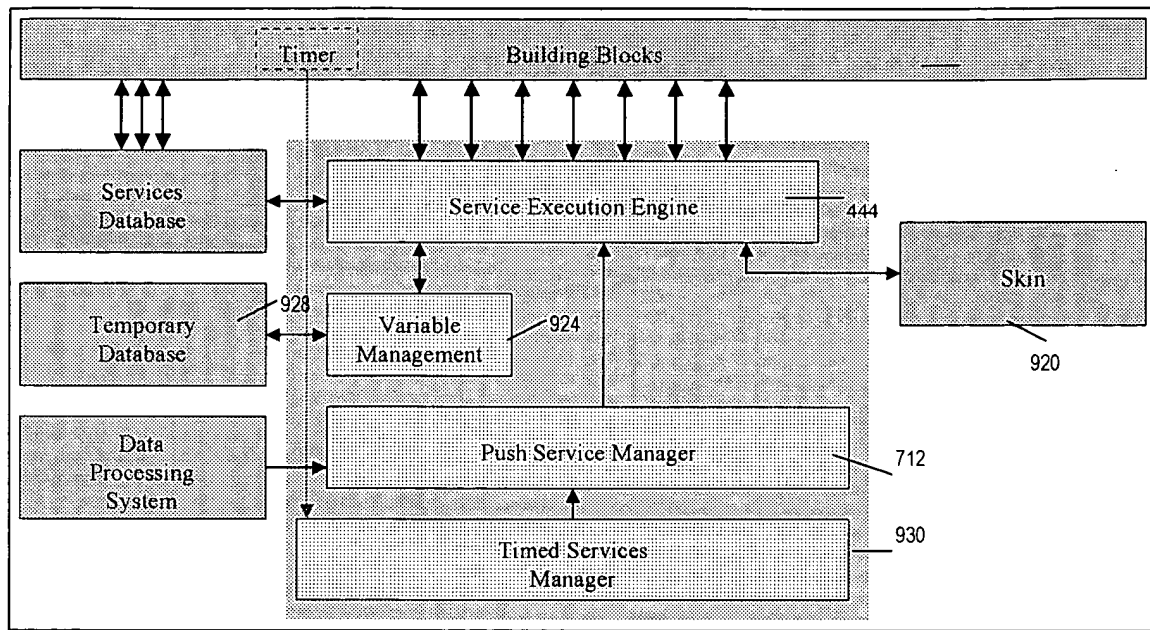 Timer
Building Blocks
Services
Database
Service Execution Engine
444
Skin
920
Temporary
Database
928
Variable
Management
924
Data
Processing
System
Push Service Manager
712
Timed Services
Manager
930